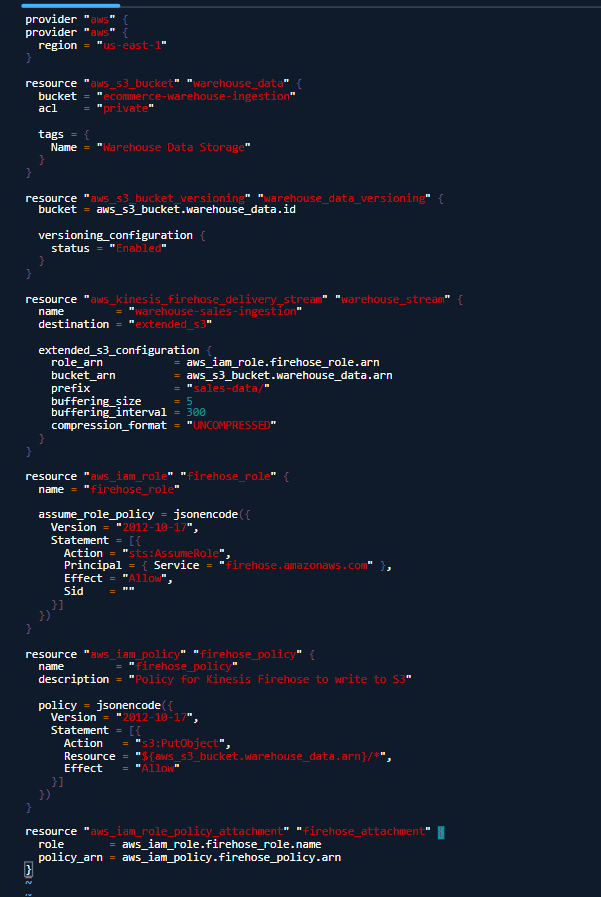 provider "aws" {
provider "aws" {
  region = "us-east-1"
}

resource "aws_s3_bucket" "warehouse_data" {
  bucket = "ecommerce-warehouse-ingestion"
  acl    = "private"

  tags = {
    Name = "Warehouse Data Storage"
  }
}

resource "aws_s3_bucket_versioning" "warehouse_data_versioning" {
  bucket = aws_s3_bucket.warehouse_data.id

  versioning_configuration {
    status = "Enabled"
  }
}

resource "aws_kinesis_firehose_delivery_stream" "warehouse_stream" {
  name        = "warehouse-sales-ingestion"
  destination = "extended_s3"

  extended_s3_configuration {
    role_arn           = aws_iam_role.firehose_role.arn
    bucket_arn         = aws_s3_bucket.warehouse_data.arn
    prefix             = "sales-data/"
    buffering_size     = 5
    buffering_interval = 300
    compression_format = "UNCOMPRESSED"
  }
}

resource "aws_iam_role" "firehose_role" {
  name = "firehose_role"

  assume_role_policy = jsonencode({
    Version = "2012-10-17",
    Statement = [{
      Action = "sts:AssumeRole",
      Principal = { Service = "firehose.amazonaws.com" },
      Effect = "Allow",
      Sid    = ""
    }]
  })
}

resource "aws_iam_policy" "firehose_policy" {
  name        = "firehose_policy"
  description = "Policy for Kinesis Firehose to write to S3"

  policy = jsonencode({
    Version = "2012-10-17",
    Statement = [{
      Action   = "s3:PutObject",
      Resource = "${aws_s3_bucket.warehouse_data.arn}/*",
      Effect   = "Allow"
    }]
  })
}

resource "aws_iam_role_policy_attachment" "firehose_attachment" {
  role       = aws_iam_role.firehose_role.name
  policy_arn = aws_iam_policy.firehose_policy.arn
}
~
~